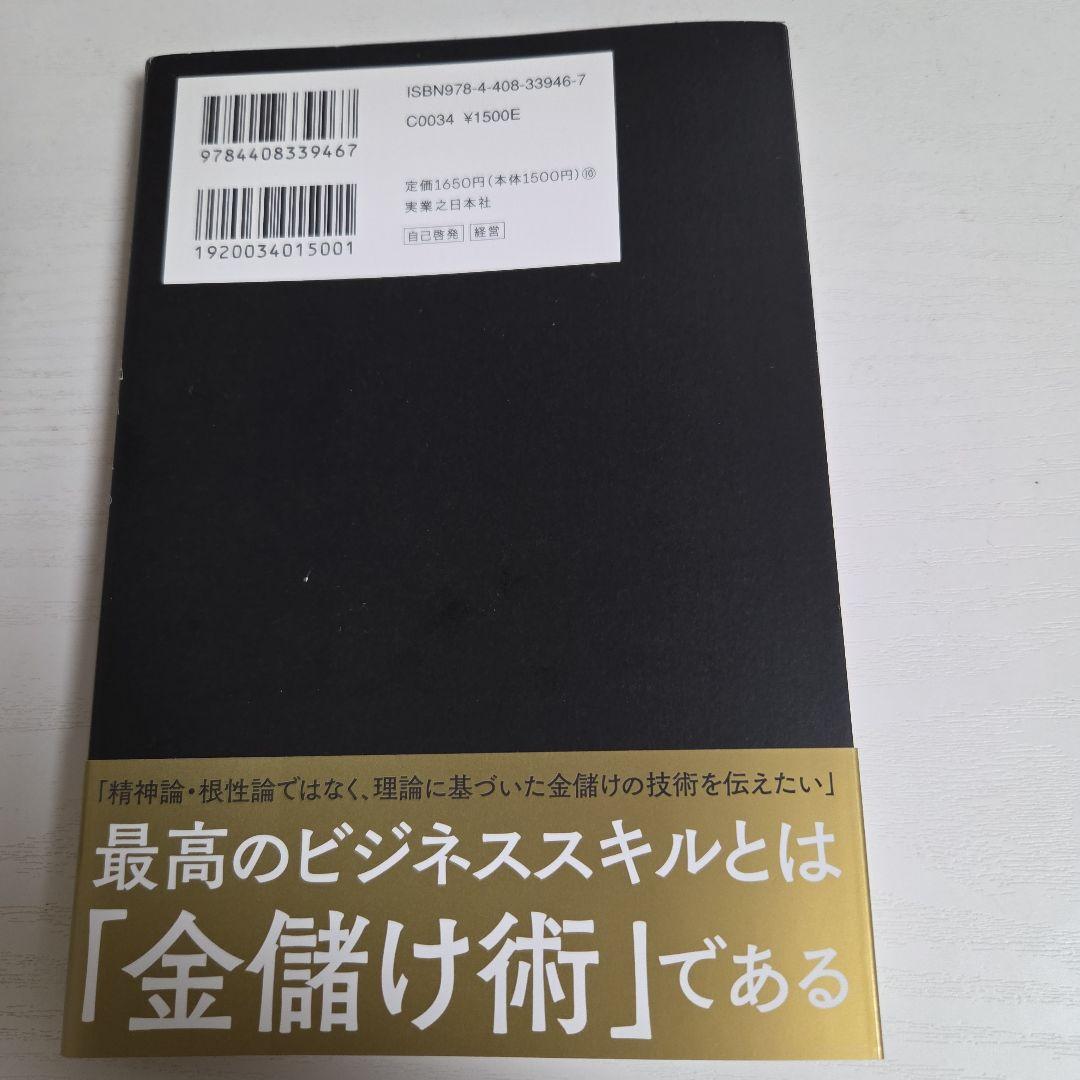 ISBN978-4-408-33946-7
C0034 ¥1500E
9784408339467
定価1650円(本体1500円)⑩
実業之日本社
自己啓発 経営
1920034015001
「精神論・根性論ではなく、理論に基づいた金儲けの技術を伝えたい」
最高のビジネススキルとは
「金儲け術」である